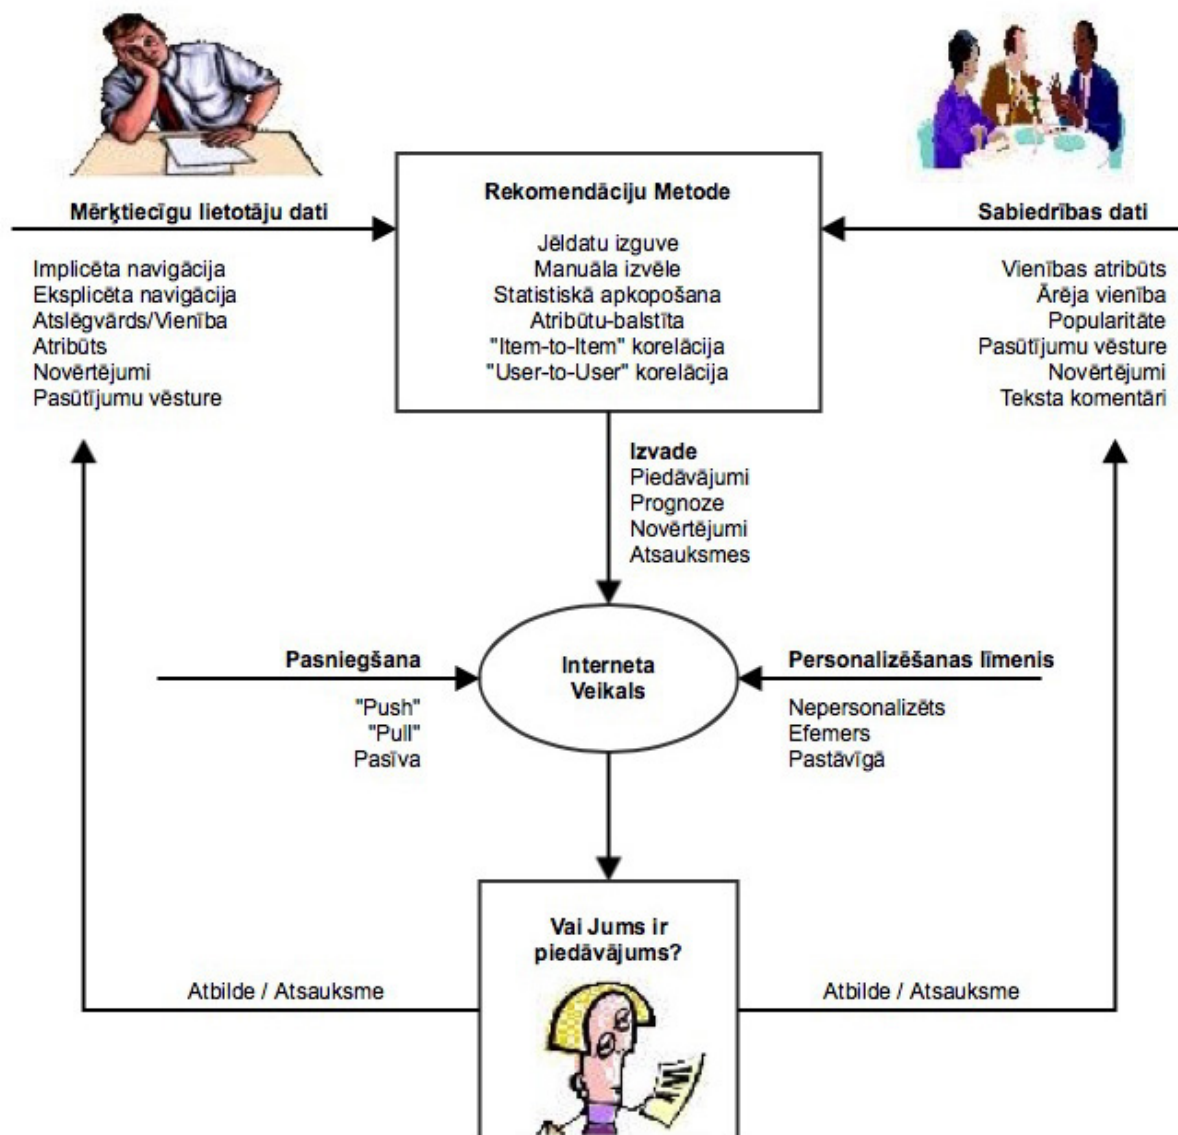 Mērķtiecīgu lietotāju dati
Implicēta navigācija
Eksplicēta navigācija
Atslēgvārds/Vienība
Atribūts
Novērtējumi
Pasūtījumu vēsture
Rekomendāciju Metode
Jēldatu izguve
Manuāla izvēle
Statistiskā apkopošana
Atribūtu-balstīta
"Item-to-Item" korelācija
"User-to-User" korelācija
Sabiedrības dati
Vienības atribūts
Ārēja vienība
Popularitāte
Pasūtījumu vēsture
Novērtējumi
Teksta komentāri
Izvade
Piedāvājumi
Prognoze
Novērtējumi
Atsauksmes
Pasniegšana
"Push"
"Pull"
Pasīva
Interneta
Veikals
Personalizēšanas līmenis
Nepersonalizēts
Efemers
Pastāvīgā
Vai Jums ir
piedāvājums?
Atbilde / Atsauksme
Atbilde / Atsauksme